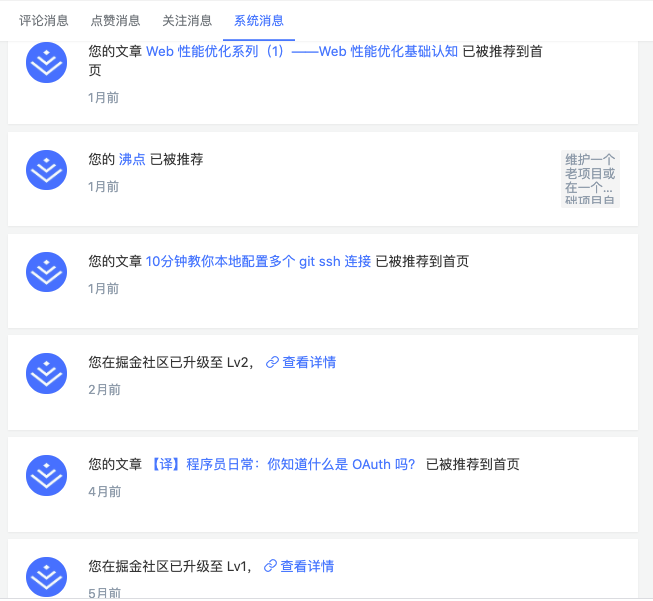 评论消息 点赞消息 关注消息 系统消息
您的文章 Web 性能优化系列（1）——Web 性能优化基础认知 已被推荐到首
页
1月前
您的 沸点 已被推荐
1月前
维护一个
老项目或
在一个...
础项目自
您的文章 10分钟教你本地配置多个 git ssh 连接 已被推荐到首页
1月前
您在掘金社区已升级至 Lv2， 查看详情
2月前
您的文章 【译】程序员日常：你知道什么是 OAuth 吗？ 已被推荐到首页
4月前
您在掘金社区已升级至 Lv1， 查看详情
5月前